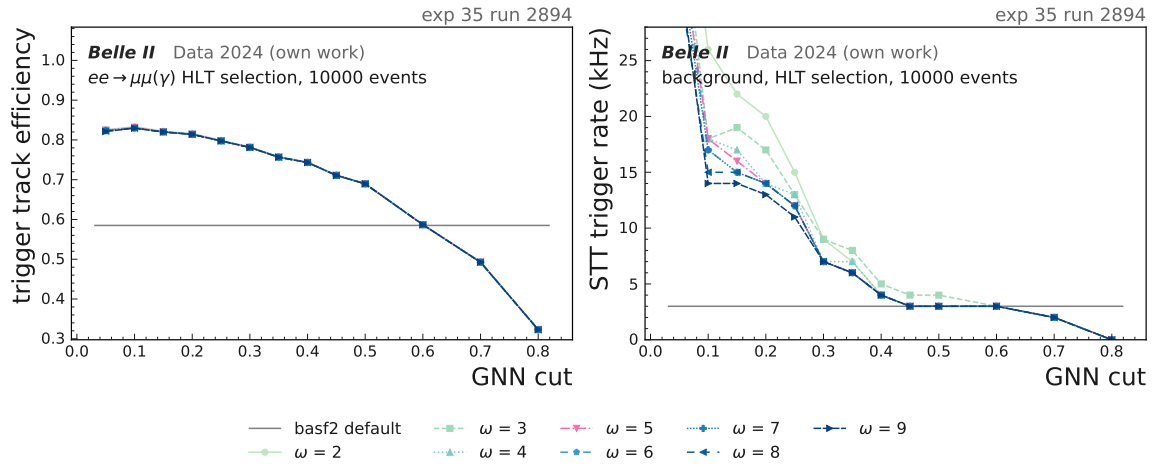 exp 35 run 2894
Belle II Data 2024 (own work)
ee→μμ(γ) HLT selection, 10000 events
trigger track efficiency
1.0
0.9
0.8
0.7
0.6
0.5
0.4
0.3
0.0 0.1 0.2 0.3 0.4 0.5 0.6 0.7 0.8
GNN cut
exp 35 run 2894
Belle II Data 2024 (own work)
background, HLT selection, 10000 events
STT trigger rate (kHz)
25
20
15
10
5
0
0.0 0.1 0.2 0.3 0.4 0.5 0.6 0.7 0.8
GNN cut
basf2 default
ω = 2
ω = 3
ω = 4
ω = 5
ω = 6
ω = 7
ω = 8
ω = 9